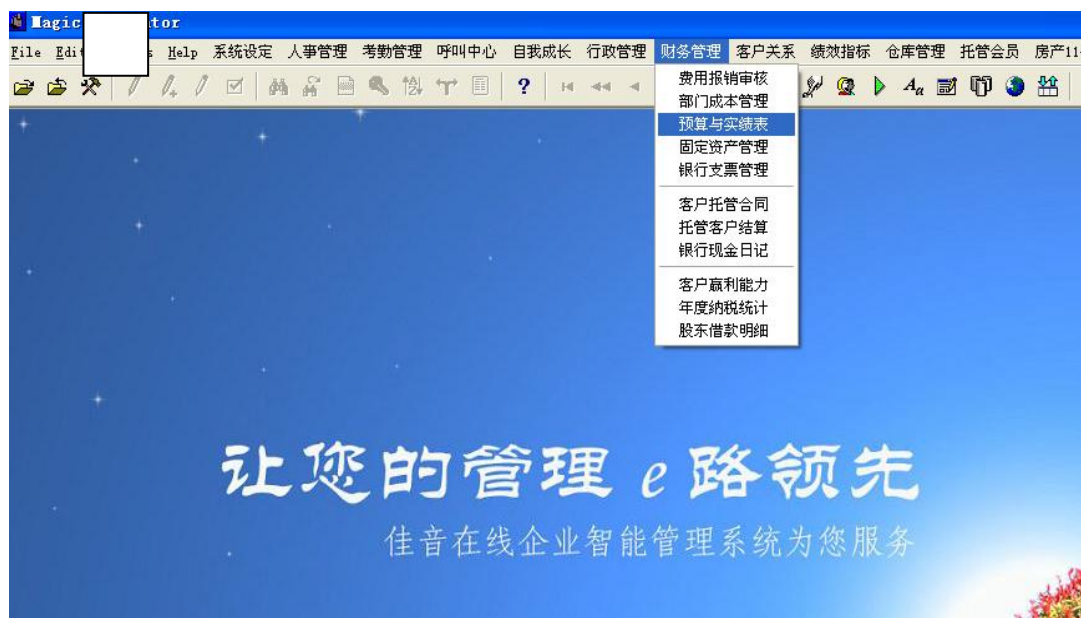 Magic tor
File Edi s Help 系统设定 人事管理 考勤管理 呼叫中心 自我成长 行政管理 财务管理 客户关系 绩效指标 仓库管理 托管会员 房产11
费用报销审核
部门成本管理
预算与实绩表
固定资产管理
银行支票管理
客户托管合同
托管客户结算
银行现金日记
客户赢利能力
年度纳税统计
股东借款明细
让您的管理 e 路领先
佳音在线企业智能管理系统为您服务